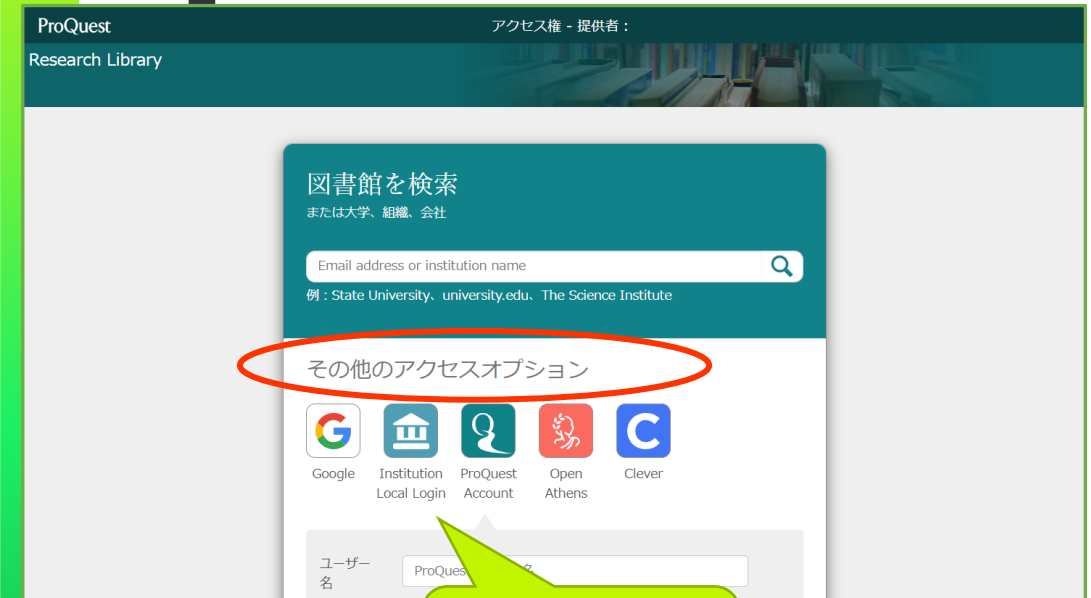 ProQuest
アクセス権 - 提供者：
Research Library
図書館を検索
または大学、組織、会社
Email address or institution name
例：State University、university.edu、The Science Institute
その他のアクセスオプション
Google
Institution Local Login
ProQuest Account
Open Athens
Clever
ユーザー
名
ProQues 名